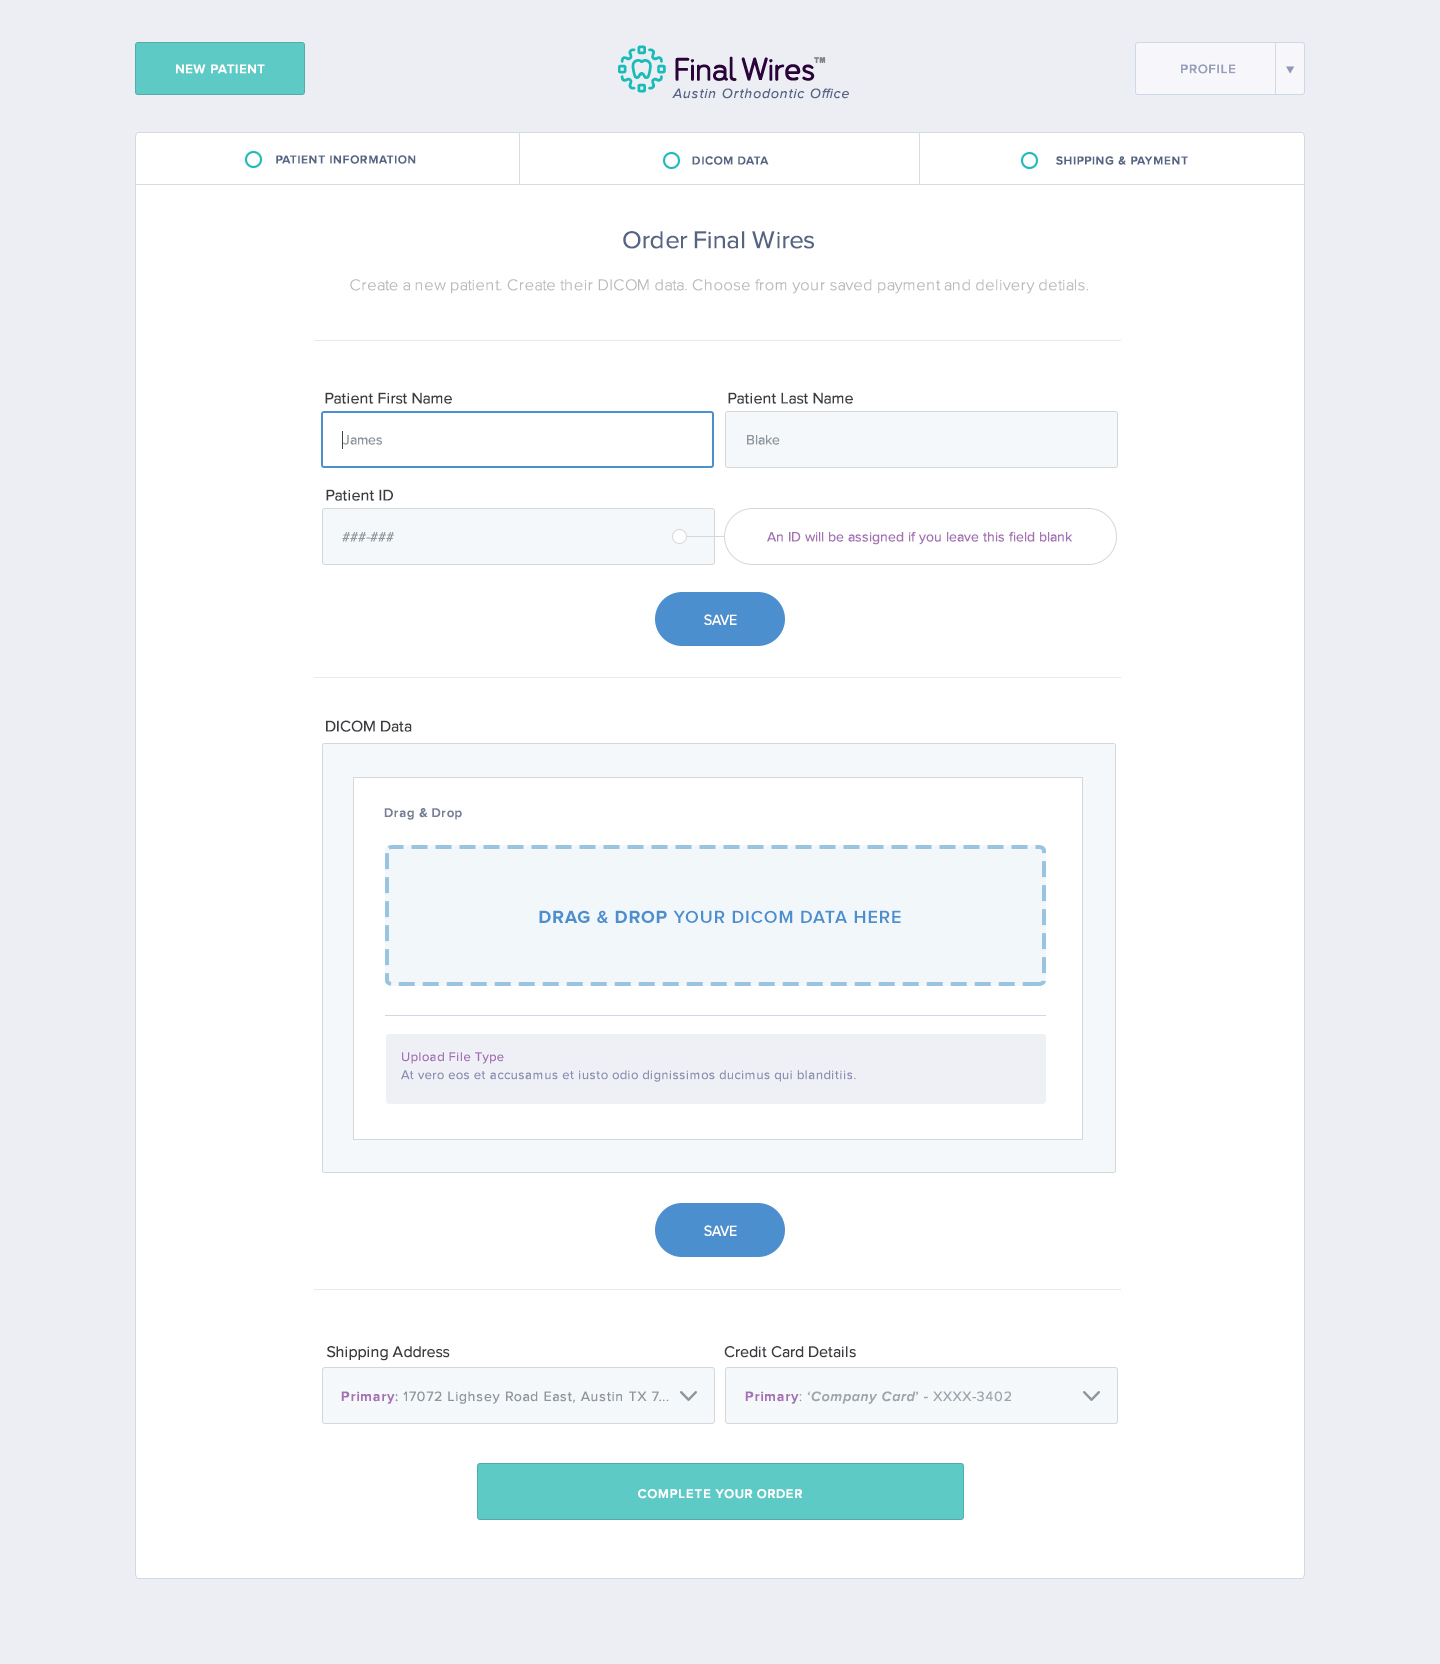 NEW PATIENT
Final Wires™
Austin Orthodontic Office
PROFILE
PATIENT INFORMATION
DICOM DATA
SHIPPING & PAYMENT
Order Final Wires
Create a new patient. Create their DICOM data. Choose from your saved payment and delivery detials.
Patient First Name
Patient Last Name
James
Blake
Patient ID
###-###
An ID will be assigned if you leave this field blank
SAVE
DICOM Data
Drag & Drop
DRAG & DROP YOUR DICOM DATA HERE
Upload File Type
At vero eos et accusamus et iusto odio dignissimos ducimus qui blanditiis.
SAVE
Shipping Address
Credit Card Details
Primary: 17072 Lighsey Road East, Austin TX 7...
Primary: ‘Company Card’ - XXXX-3402
COMPLETE YOUR ORDER